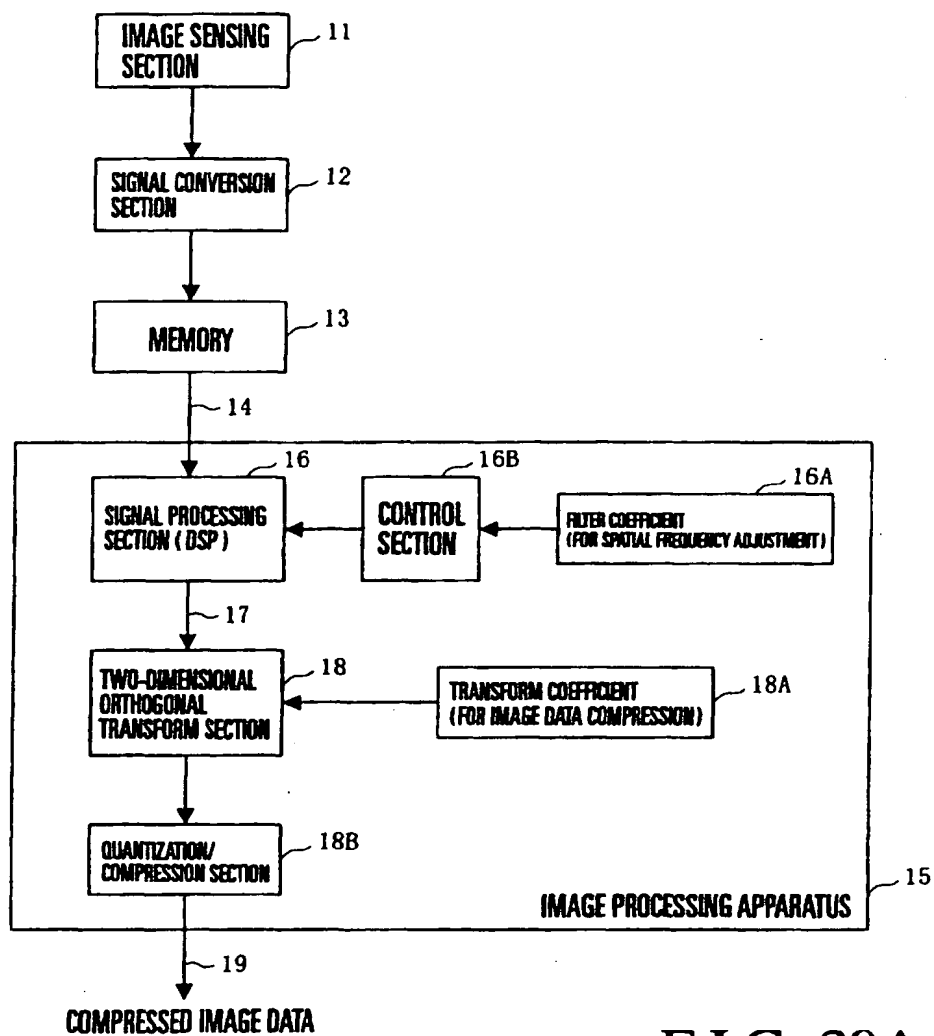 IMAGE SENSING
SECTION
11
SIGNAL CONVERSION
SECTION
12
MEMORY
13
14
16
16B
16A
SIGNAL PROCESSING
SECTION (DSP)
CONTROL
SECTION
FILTER COEFFICIENT
(FOR SPATIAL FREQUENCY ADJUSTMENT)
17
TWO-DIMENSIONAL
ORTHOGONAL
TRANSFORM SECTION
18
TRANSFORM COEFFICIENT
(FOR IMAGE DATA COMPRESSION)
18A
QUANTIZATION/
COMPRESSION SECTION
18B
15
IMAGE PROCESSING APPARATUS
19
COMPRESSED IMAGE DATA